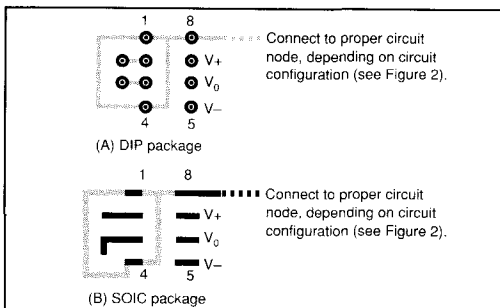 1 8
Connect to proper circuit
node, depending on circuit
configuration (see Figure 2).
V+
V0
V–
4 5
(A) DIP package
1 8
Connect to proper circuit
node, depending on circuit
configuration (see Figure 2).
V+
V0
V–
4 5
(B) SOIC package